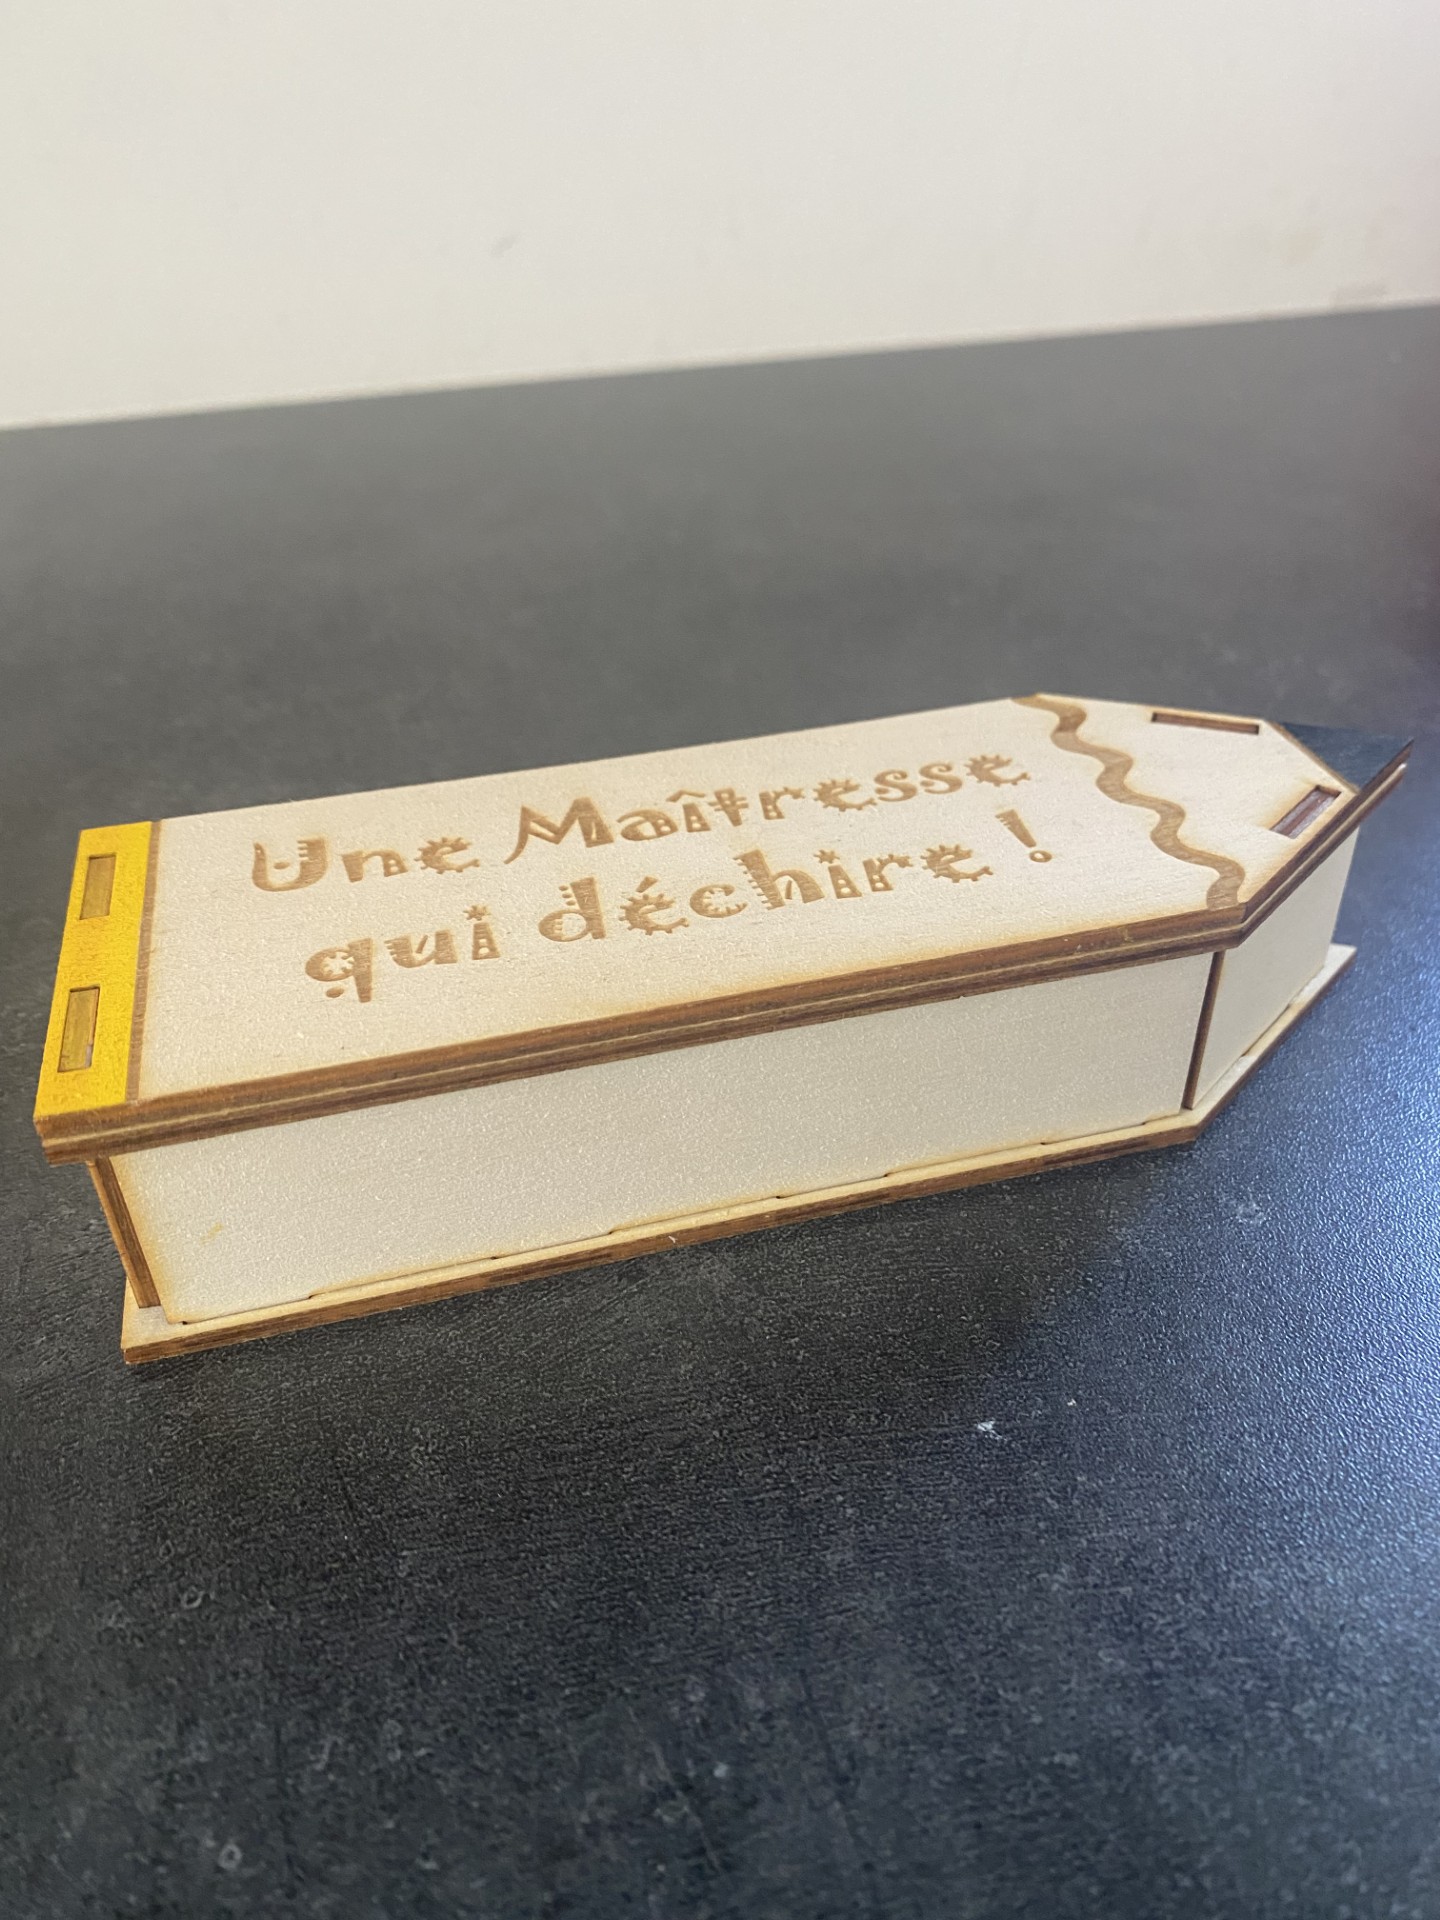 Une Maîtresse
qui déchire !